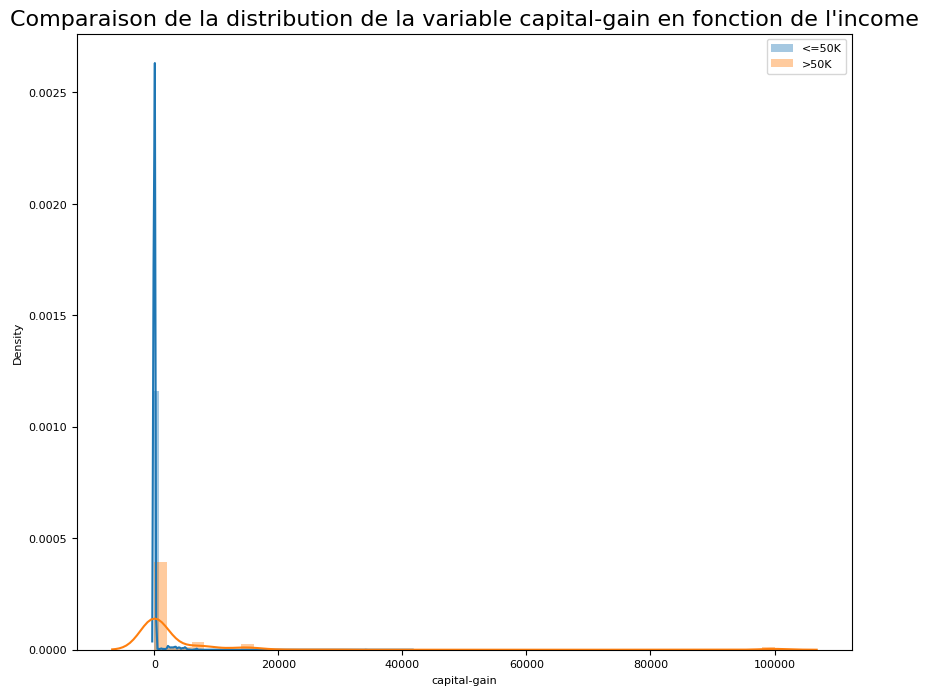 Comparaison de la distribution de la variable capital-gain en fonction de l'income
<=50K
>50K
0.0025
0.0020
0.0015
0.0010
0.0005
0.0000
Density
0
20000
40000
60000
80000
100000
capital-gain